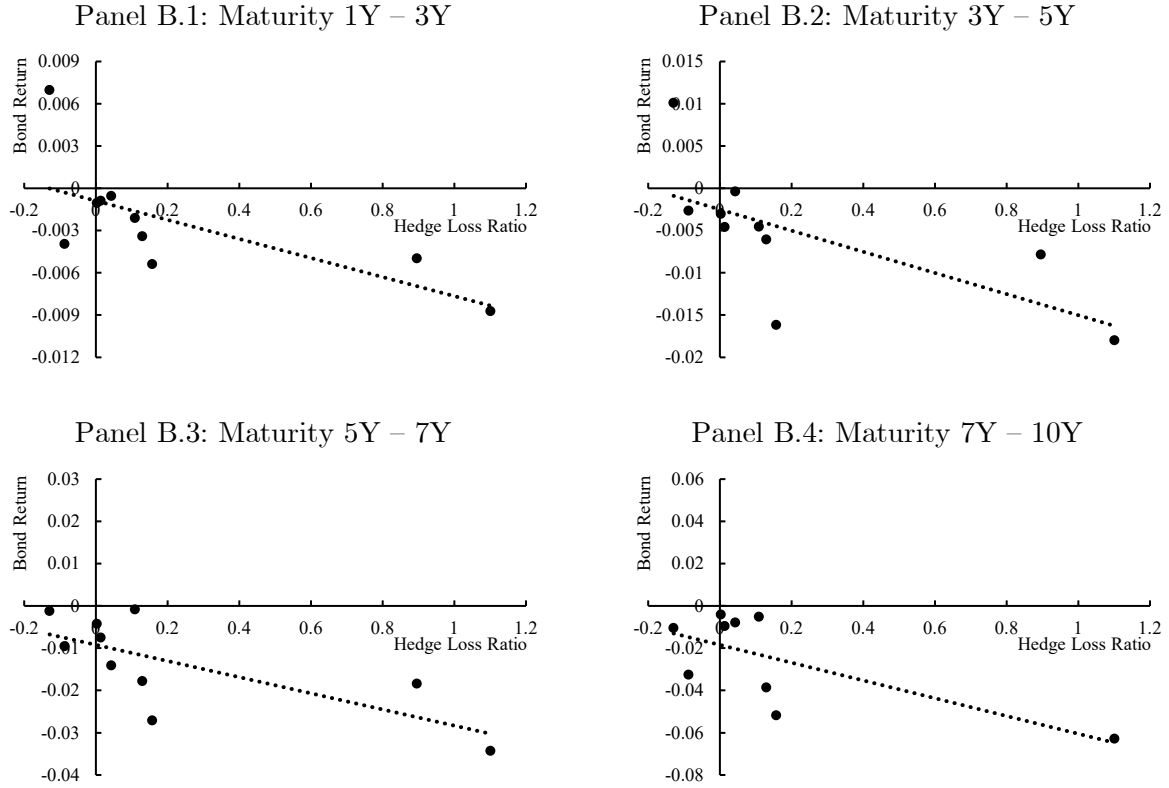 Panel B.1: Maturity 1Y – 3Y
Bond Return
0.009
0.006
0.003
0
-0.003
-0.006
-0.009
-0.012
-0.2 0 0.2 0.4 0.6 0.8 1 1.2
Hedge Loss Ratio
Panel B.2: Maturity 3Y – 5Y
Bond Return
0.015
0.01
0.005
0
-0.005
-0.01
-0.015
-0.02
-0.2 0 0.2 0.4 0.6 0.8 1 1.2
Hedge Loss Ratio
Panel B.3: Maturity 5Y – 7Y
Bond Return
0.03
0.02
0.01
0
-0.01
-0.02
-0.03
-0.04
-0.2 0 0.2 0.4 0.6 0.8 1 1.2
Hedge Loss Ratio
Panel B.4: Maturity 7Y – 10Y
Bond Return
0.06
0.04
0.02
0
-0.02
-0.04
-0.06
-0.08
-0.2 0 0.2 0.4 0.6 0.8 1 1.2
Hedge Loss Ratio